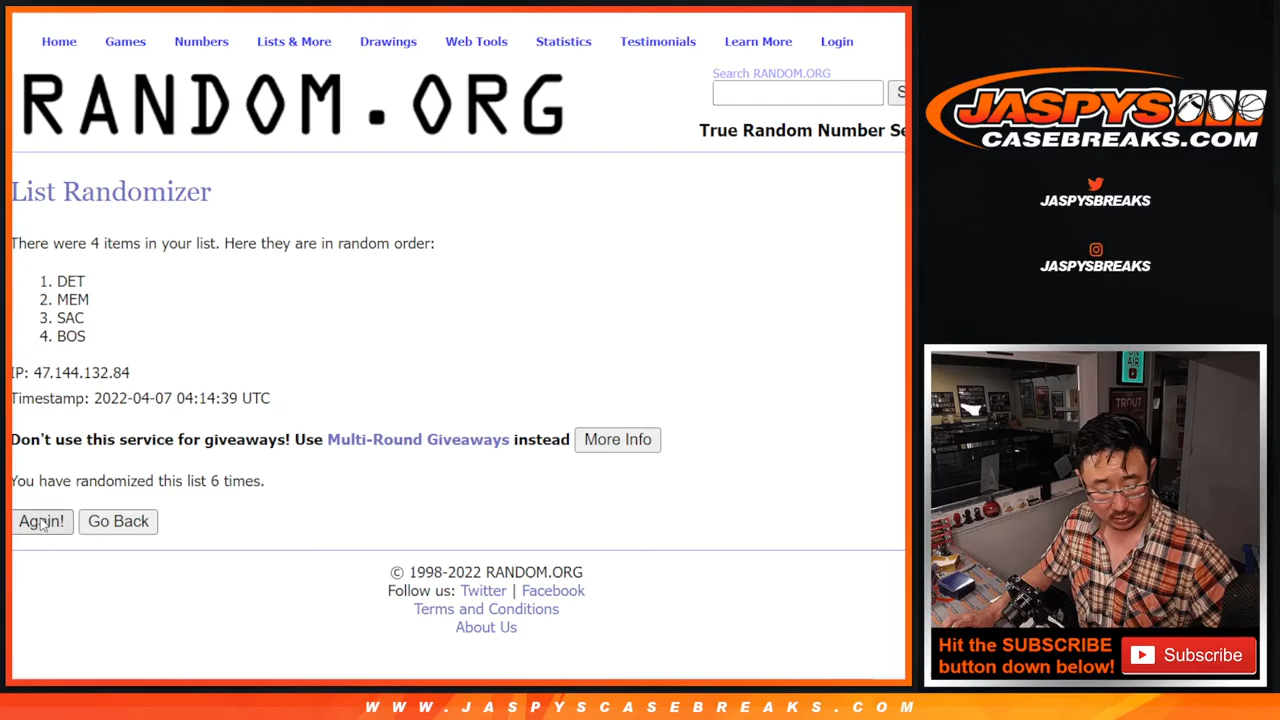 Home Games Numbers Lists & More Drawings Web Tools Statistics Testimonials Learn More Login
RANDOM.ORG
Search RANDOM.ORG
True Random Number Se
List Randomizer
There were 4 items in your list. Here they are in random order:
1. DET
2. MEM
3. SAC
4. BOS
IP: 47.144.132.84
Timestamp: 2022-04-07 04:14:39 UTC
Don't use this service for giveaways! Use Multi-Round Giveaways instead More Info
You have randomized this list 6 times.
Again! Go Back
© 1998-2022 RANDOM.ORG
Follow us: Twitter | Facebook
Terms and Conditions
About Us
JASPYS
CASEBREAKS.COM
JASPYSBREAKS
JASPYSBREAKS
ON AIR
TROUT
Hit the SUBSCRIBE
button down below!
Subscribe
WWW.JASPYSCASEBREAKS.COM